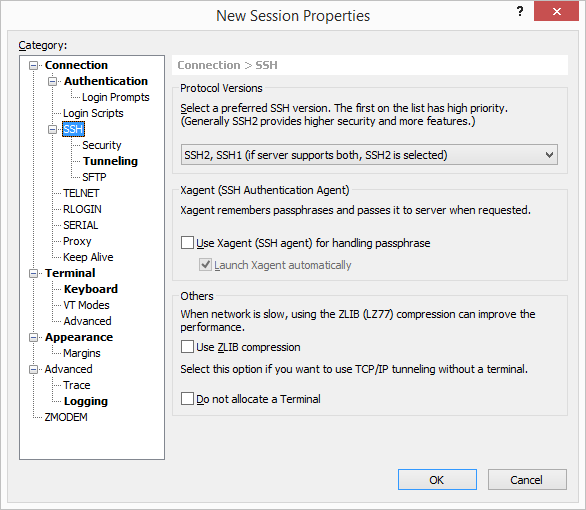 New Session Properties
?
Category:
Connection
Authentication
Login Prompts
Login Scripts
SSH
Security
Tunneling
SFTP
TELNET
RLOGIN
SERIAL
Proxy
Keep Alive
Terminal
Keyboard
VT Modes
Advanced
Appearance
Margins
Advanced
Trace
Logging
ZMODEM
Connection > SSH
Protocol Versions
Select a preferred SSH version. The first on the list has high priority.
(Generally SSH2 provides higher security and more features.)
SSH2, SSH1 (if server supports both, SSH2 is selected)
Xagent (SSH Authentication Agent)
Xagent remembers passphrases and passes it to server when requested.
Use Xagent (SSH agent) for handling passphrase
Launch Xagent automatically
Others
When network is slow, using the ZLIB (LZ77) compression can improve the
performance.
Use ZLIB compression
Select this option if you want to use TCP/IP tunneling without a terminal.
Do not allocate a Terminal
OK
Cancel